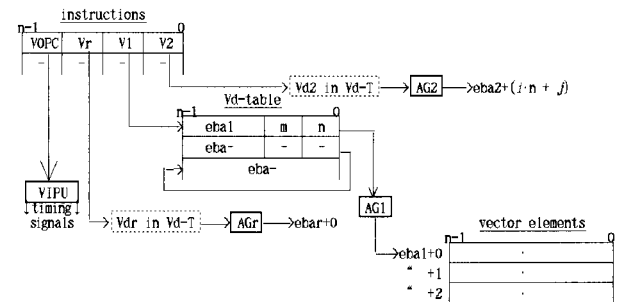 instructions
n-1 0
VOPC Vr V1 V2
- - - -
Vd2 in Vd-T AG2 eba2+(i·n + j)
Vd-table
n-1 0
eba1 m n
eba- - -
eba-
VIPU
timing
signals
Vdr in Vd-T AGr ebar+0
AG1
vector elements
n-1 0
eba1+0 ·
" +1 ·
" +2 ·